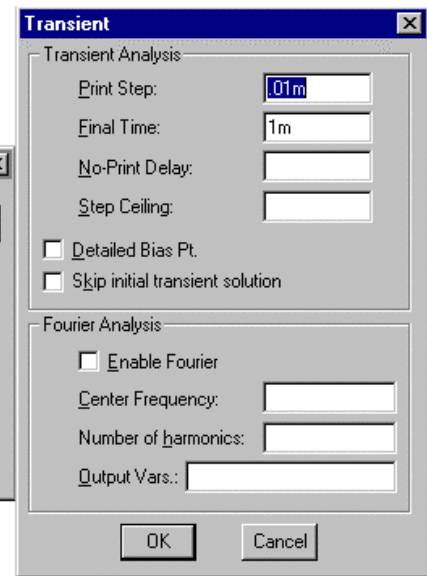 Transient
Transient Analysis
Print Step: .01m
Final Time: 1m
No-Print Delay:
Step Ceiling:
Detailed Bias Pt.
Skip initial transient solution
Fourier Analysis
Enable Fourier
Center Frequency:
Number of harmonics:
Output Vars.:
OK Cancel